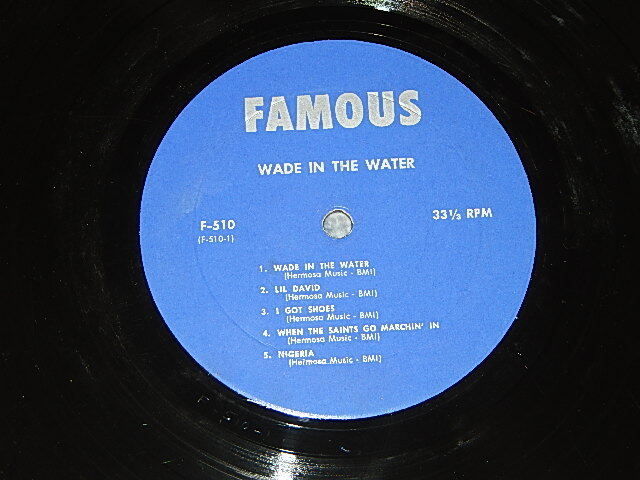 FAMOUS
WADE IN THE WATER
F-510
(F-510-1)
33⅓ RPM
1. WADE IN THE WATER
(Hermosa Music - BMI)
2. LIL DAVID
(Hermosa Music - BMI)
3. I GOT SHOES
(Hermosa Music - BMI)
4. WHEN THE SAINTS GO MARCHIN' IN
(Hermosa Music - BMI)
5. NIGERIA
(Hermosa Music - BMI)